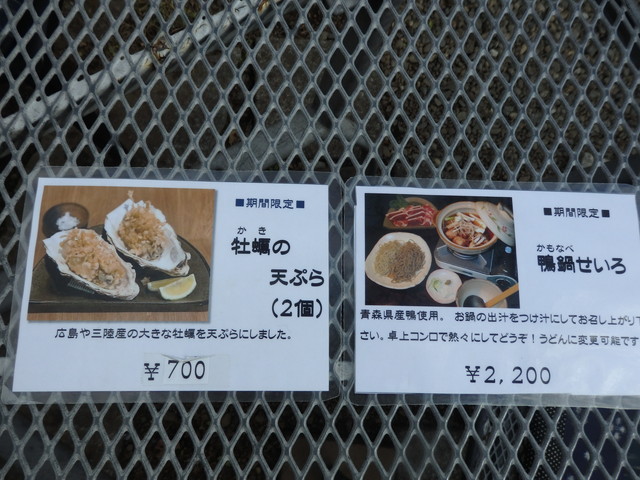 ■期間限定■
かき
牡蠣の
天ぷら
(2個)
広島や三陸産の大きな牡蠣を天ぷらにしました。
¥700
■期間限定■
かもなべ
鴨鍋せいろ
青森県産鴨使用。お鍋の出汁をつけ汁にしてお召し上がり下
さい。卓上コンロで熱々にしてどうぞ！うどんに変更可能です
¥2,200